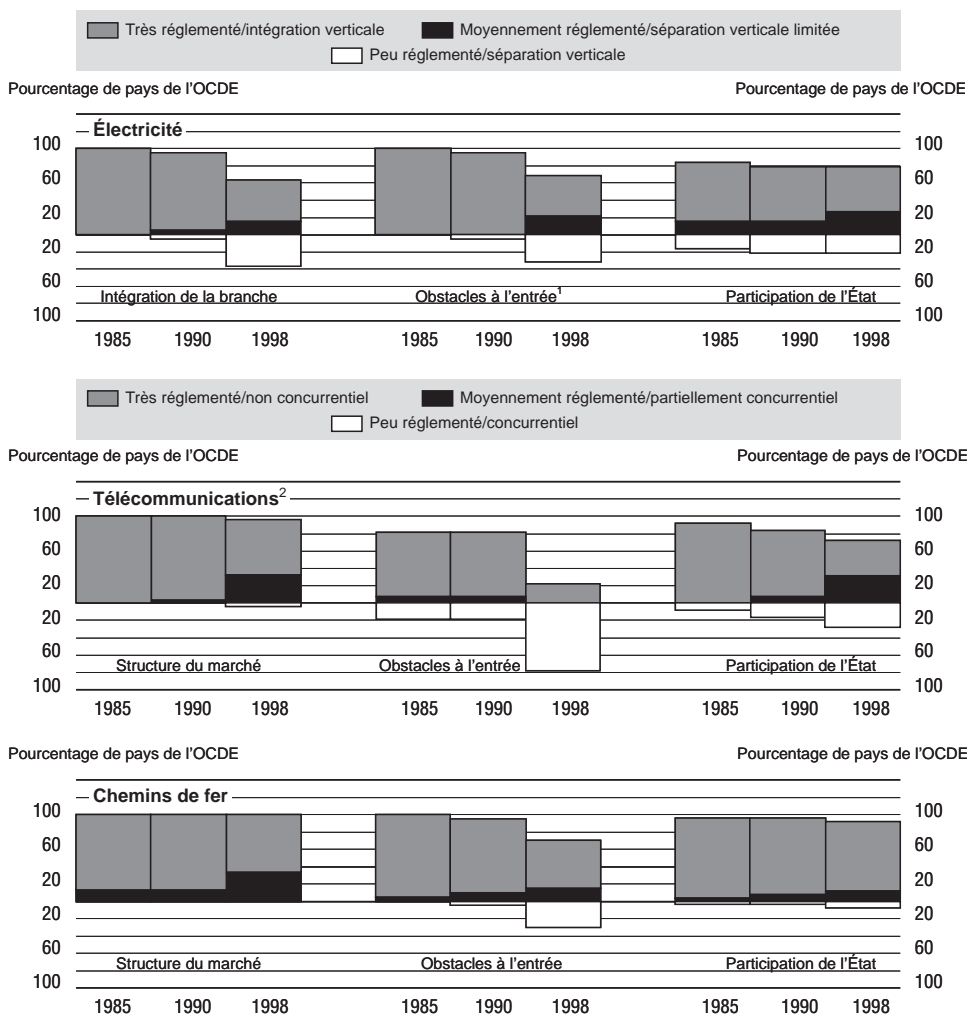 Très réglementé/intégration verticale Moyennement réglementé/séparation verticale limitée
Peu réglementé/séparation verticale
Pourcentage de pays de l'OCDE Pourcentage de pays de l'OCDE
Électricité
100 100
60 60
20 20
20 20
60 60
Intégration de la branche Obstacles à l'entrée¹ Participation de l'État
100 100
1985 1990 1998 1985 1990 1998 1985 1990 1998
Très réglementé/non concurrentiel Moyennement réglementé/partiellement concurrentiel
Peu réglementé/concurrentiel
Pourcentage de pays de l'OCDE Pourcentage de pays de l'OCDE
Télécommunications²
100 100
60 60
20 20
20 20
60 60
Structure du marché Obstacles à l'entrée Participation de l'État
100 100
1985 1990 1998 1985 1990 1998 1985 1990 1998
Pourcentage de pays de l'OCDE Pourcentage de pays de l'OCDE
Chemins de fer
100 100
60 60
20 20
20 20
60 60
Structure du marché Obstacles à l'entrée Participation de l'État
100 100
1985 1990 1998 1985 1990 1998 1985 1990 1998